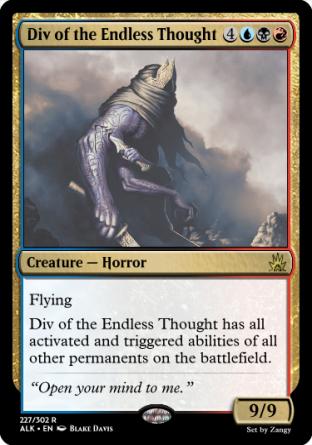 Div of the Endless Thought 4
Creature — Horror
Flying
Div of the Endless Thought has all
activated and triggered abilities of all
other permanents on the battlefield.
“Open your mind to me.”
9/9
227/302 R
ALK • EN Blake Davis
Set by Zangy